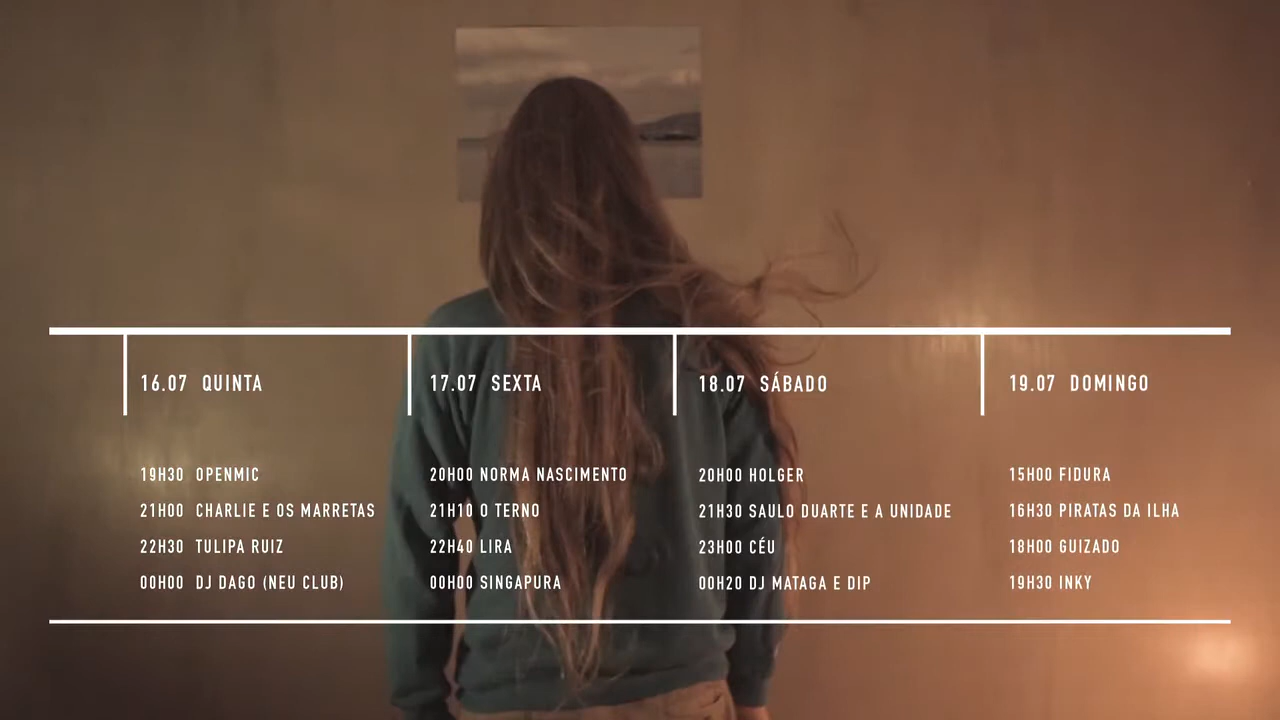 16.07 QUINTA
19H30 OPENMIC
21H00 CHARLIE E OS MARRETAS
22H30 TULIPA RUIZ
00H00 DJ DAGO (NEU CLUB)
17.07 SEXTA
20H00 NORMA NASCIMENTO
21H10 O TERNO
22H40 LIRA
00H00 SINGAPURA
18.07 SÁBADO
20H00 HOLGER
21H30 SAULO DUARTE E A UNIDADE
23H00 CÉU
00H20 DJ MATAGA E DIP
19.07 DOMINGO
15H00 FIDURA
16H30 PIRATAS DA ILHA
18H00 GUIZADO
19H30 INKY